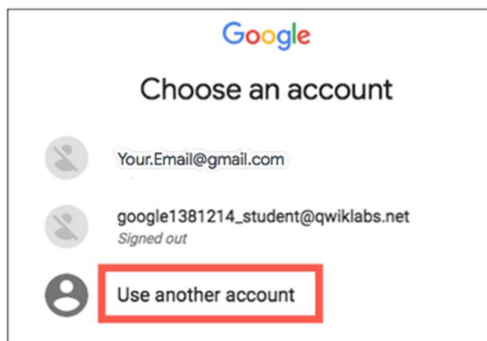 Google
Choose an account
Your.Email@gmail.com
google1381214_student@qwiklabs.net
Signed out
Use another account